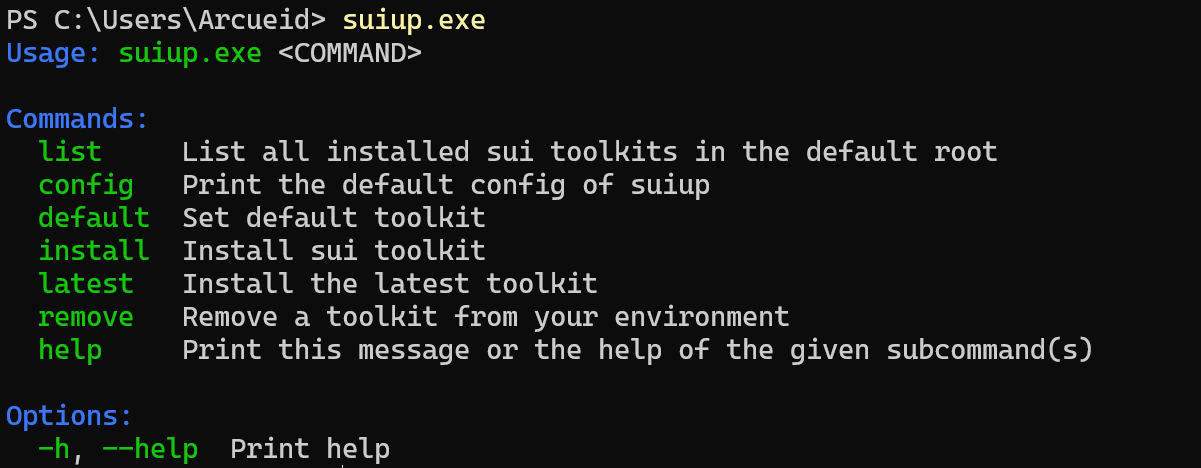 PS C:\Users\Arcueid> suiup.exe
Usage: suiup.exe <COMMAND>

Commands:
  list     List all installed sui toolkits in the default root
  config   Print the default config of suiup
  default  Set default toolkit
  install  Install sui toolkit
  latest   Install the latest toolkit
  remove   Remove a toolkit from your environment
  help     Print this message or the help of the given subcommand(s)

Options:
  -h, --help  Print help